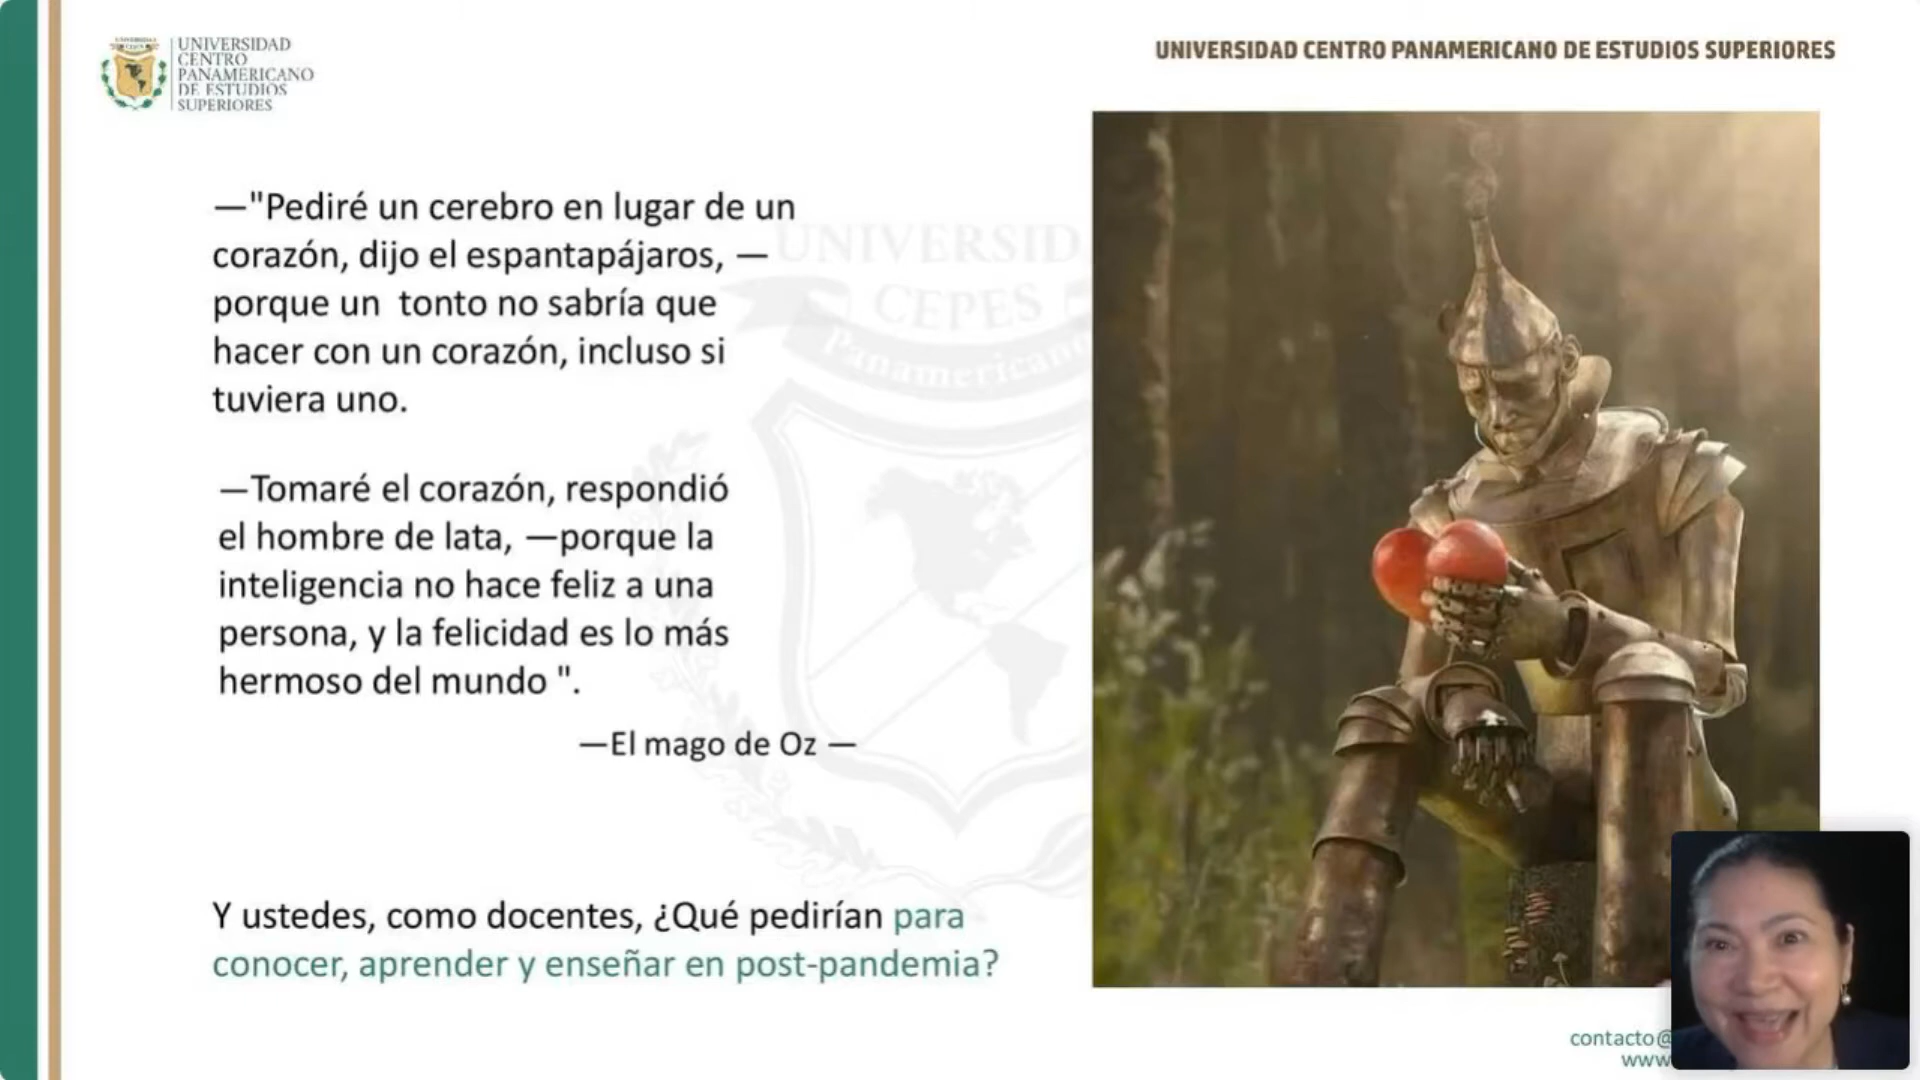 UNIVERSIDAD
CENTRO
PANAMERICANO
DE ESTUDIOS
SUPERIORES
UNIVERSIDAD CENTRO PANAMERICANO DE ESTUDIOS SUPERIORES
—"Pediré un cerebro en lugar de un
corazón, dijo el espantapájaros, —
porque un  tonto no sabría que
hacer con un corazón, incluso si
tuviera uno.
—Tomaré el corazón, respondió
el hombre de lata, —porque la
inteligencia no hace feliz a una
persona, y la felicidad es lo más
hermoso del mundo ".
—El mago de Oz —
UNIVERSID
CEPES
Panamericano
Y ustedes, como docentes, ¿Qué pedirían para
conocer, aprender y enseñar en post-pandemia?
contacto@
www